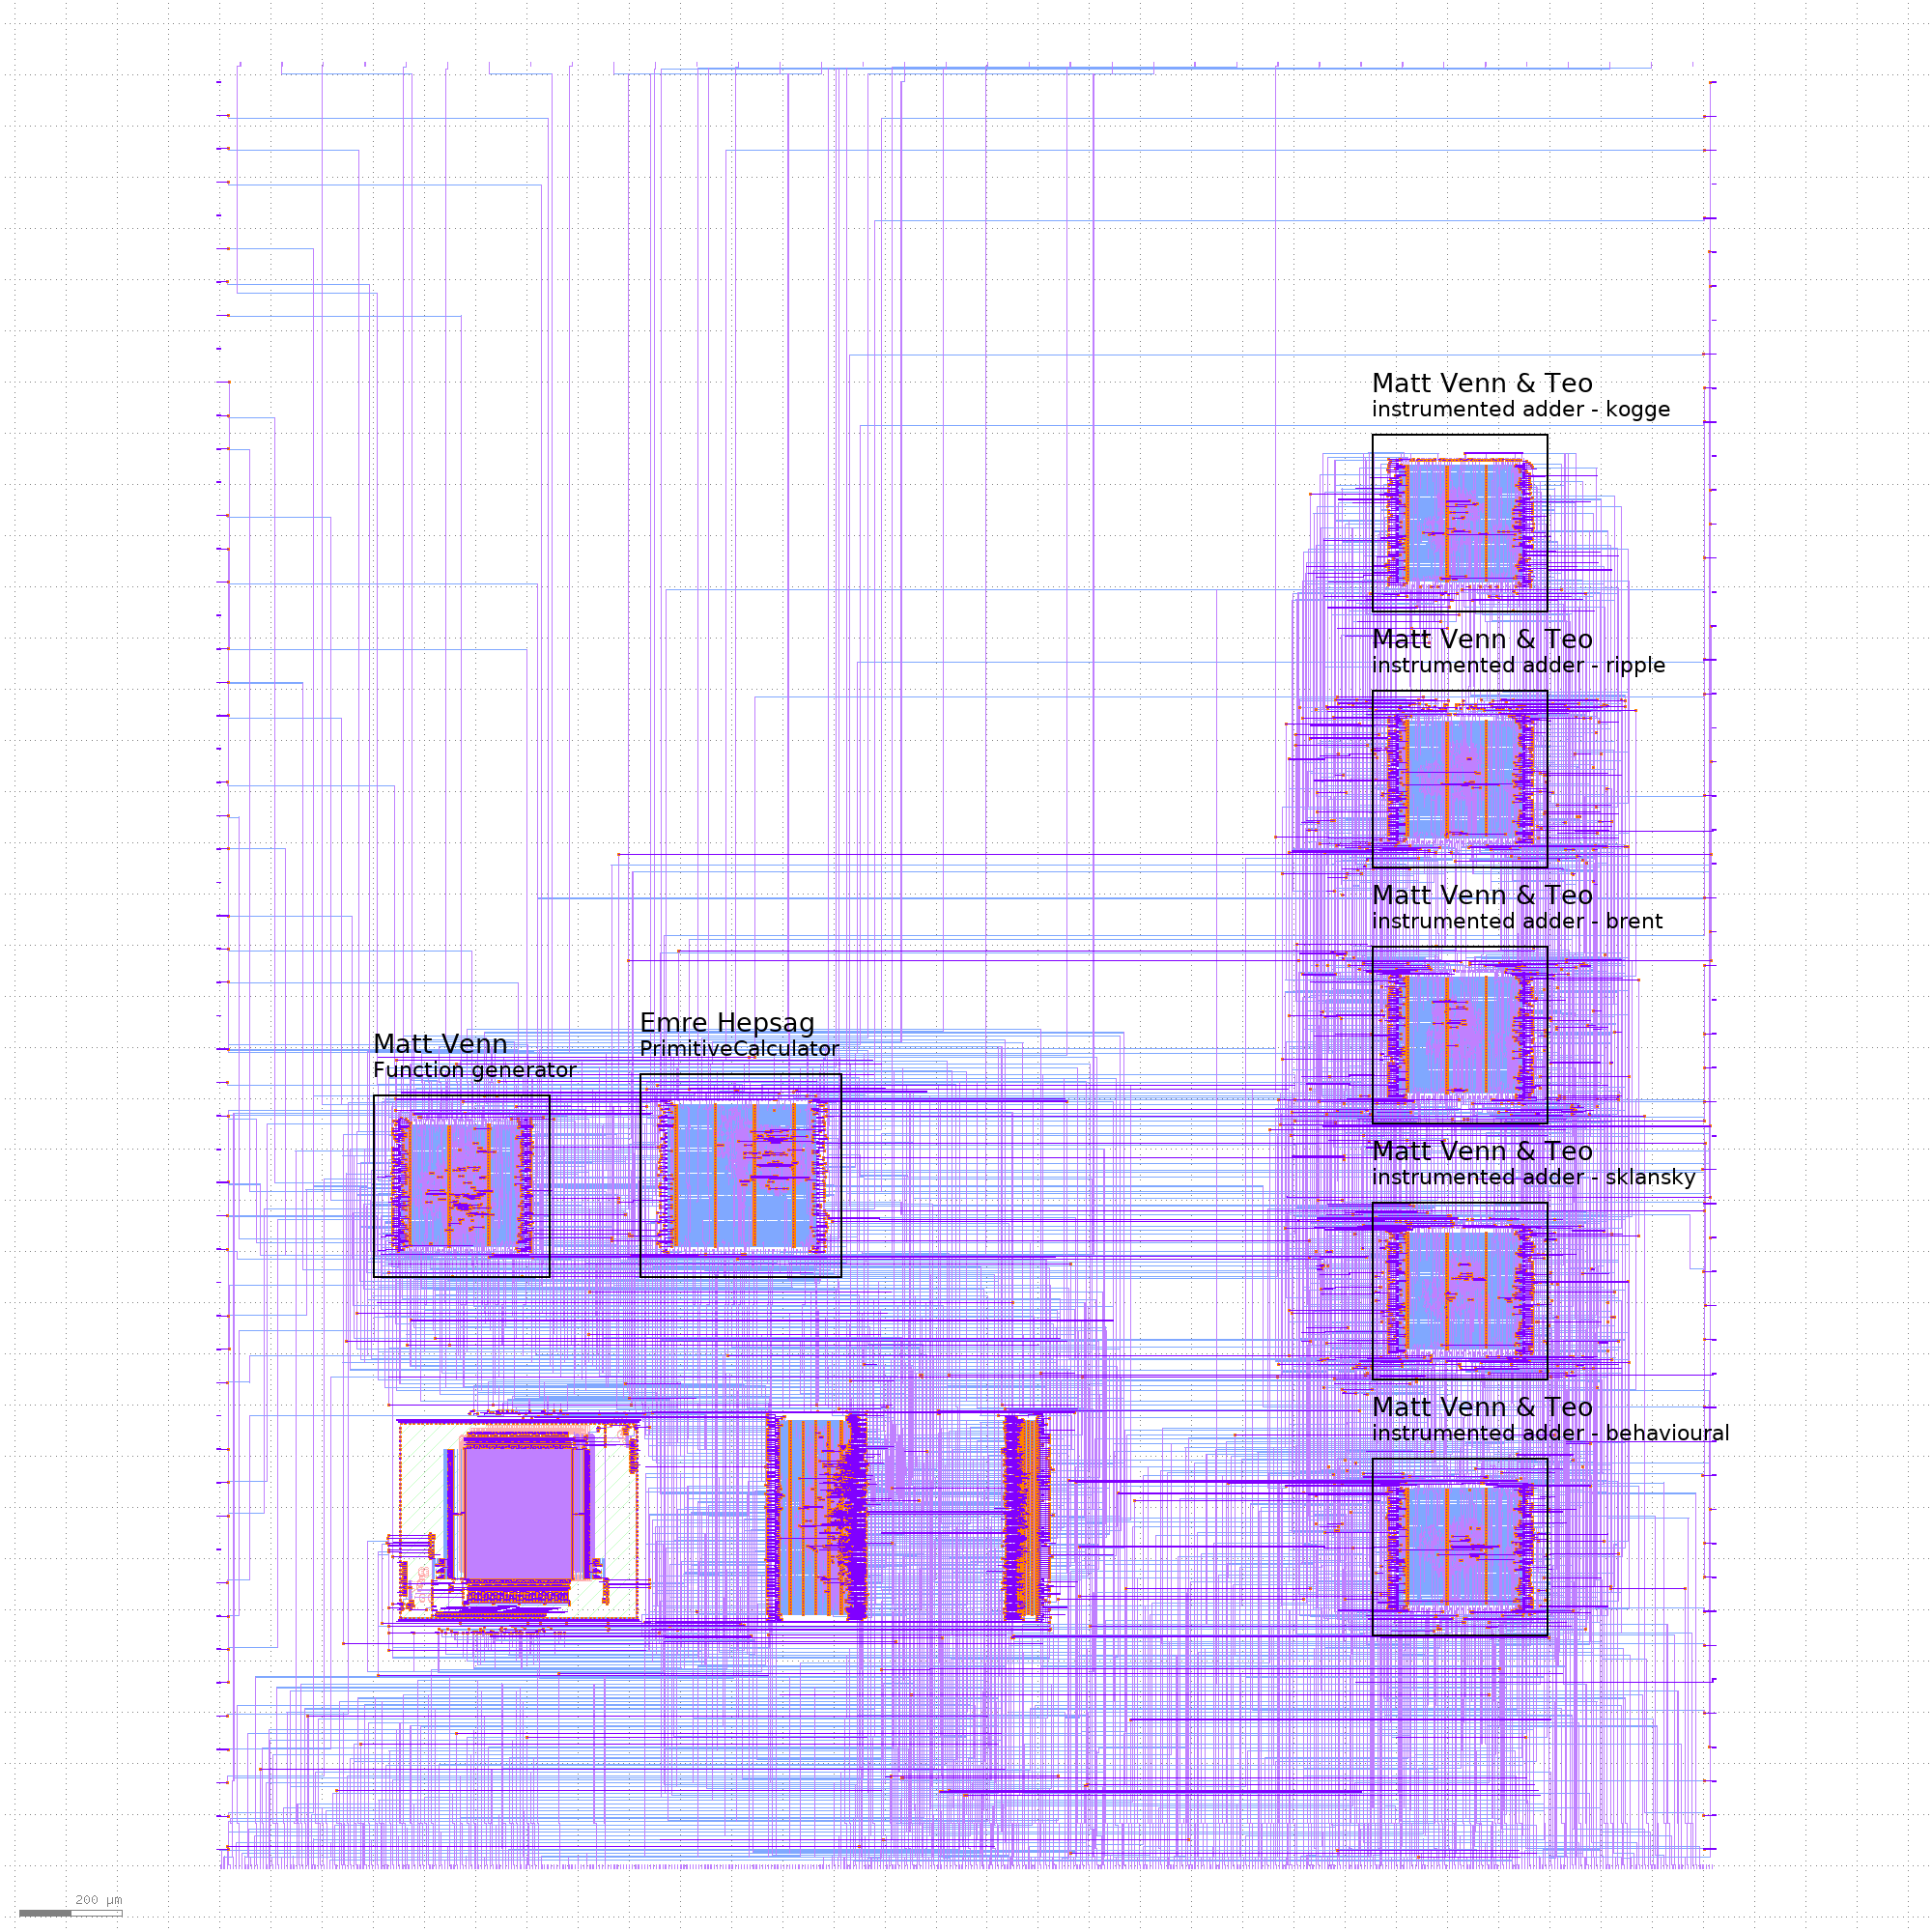 Matt Venn & Teo
instrumented adder - kogge
Matt Venn & Teo
instrumented adder - ripple
Matt Venn & Teo
instrumented adder - brent
Emre Hepsag
PrimitiveCalculator
Matt Venn
Function generator
Matt Venn & Teo
instrumented adder - sklansky
Matt Venn & Teo
instrumented adder - behavioural
200 µm